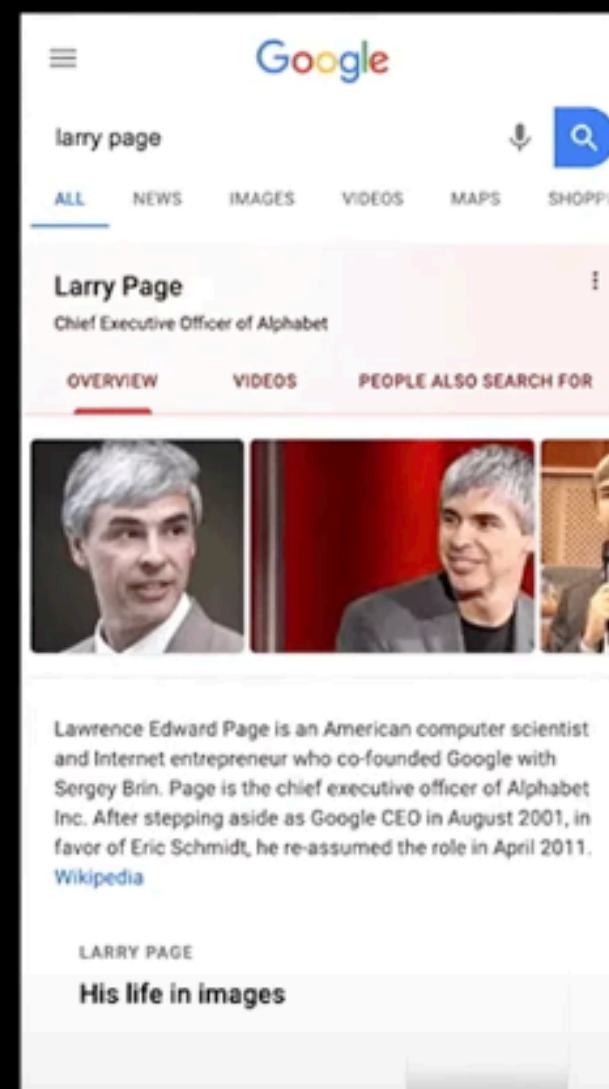 Google
larry page
ALL NEWS IMAGES VIDEOS MAPS SHOPPI
Larry Page
Chief Executive Officer of Alphabet
OVERVIEW VIDEOS PEOPLE ALSO SEARCH FOR
Lawrence Edward Page is an American computer scientist
and Internet entrepreneur who co-founded Google with
Sergey Brin. Page is the chief executive officer of Alphabet
Inc. After stepping aside as Google CEO in August 2001, in
favor of Eric Schmidt, he re-assumed the role in April 2011.
Wikipedia
LARRY PAGE
His life in images